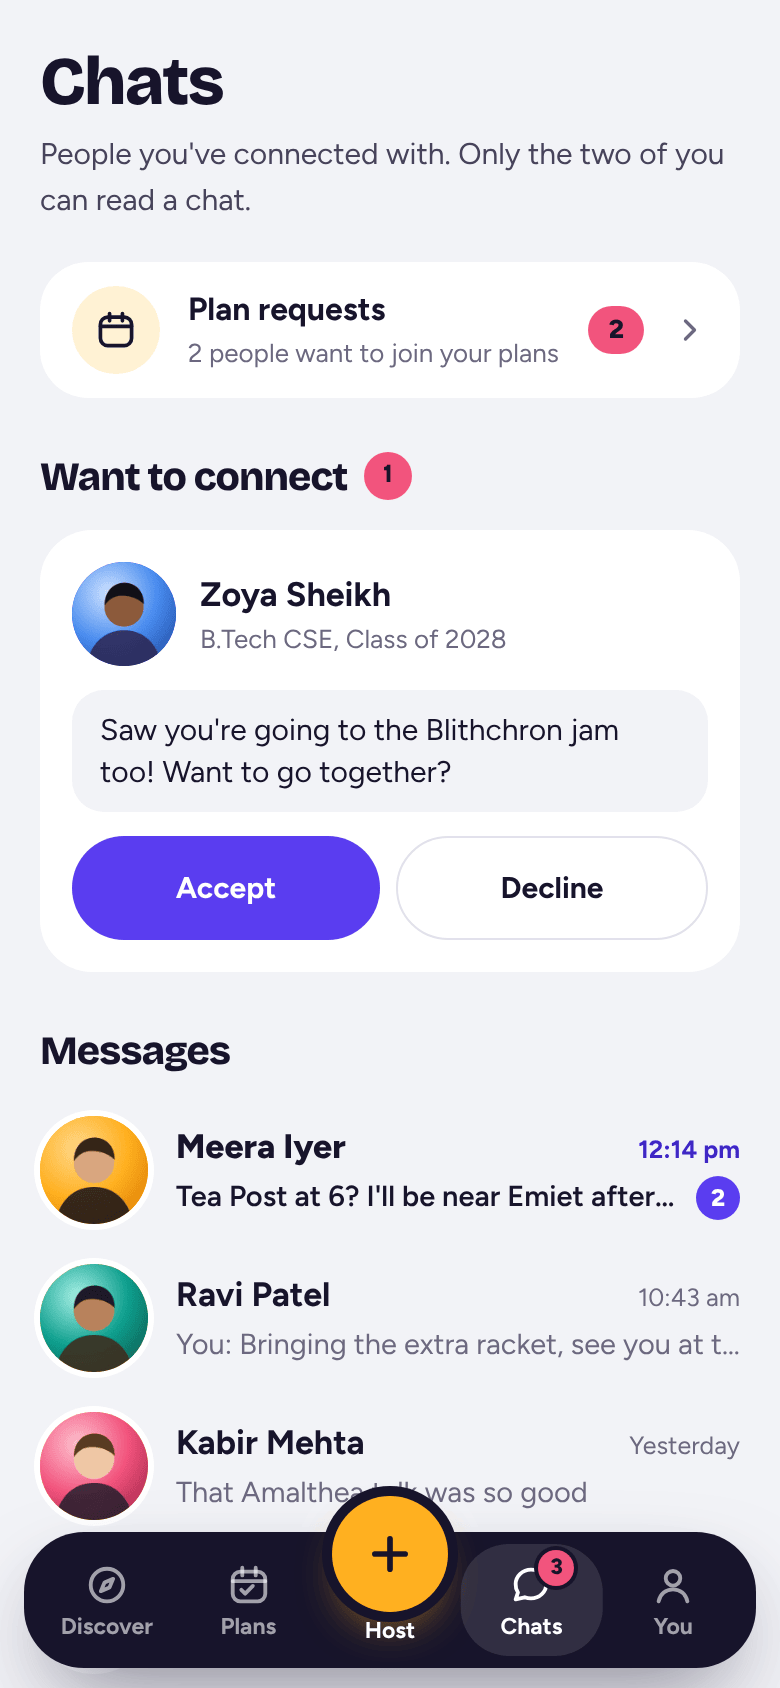 Chats
People you've connected with. Only the two of you
can read a chat.
Plan requests
2 people want to join your plans
2
Want to connect
1
Zoya Sheikh
B.Tech CSE, Class of 2028
Saw you're going to the Blithchron jam
too! Want to go together?
Accept
Decline
Messages
Meera Iyer
12:14 pm
Tea Post at 6? I'll be near Emiet after...
2
Ravi Patel
10:43 am
You: Bringing the extra racket, see you at t...
Kabir Mehta
Yesterday
That Amalthea talk was so good
Discover
Plans
Host
3
Chats
You